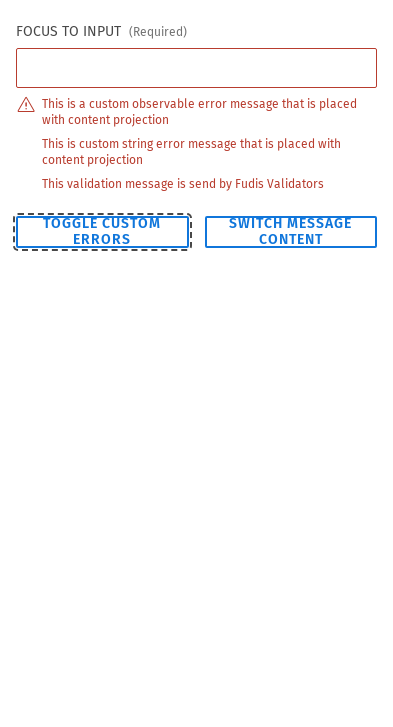 FOCUS TO INPUT (Required)
This is a custom observable error message that is placed
with content projection
This is custom string error message that is placed with
content projection
This validation message is send by Fudis Validators
TOGGLE CUSTOM
ERRORS
SWITCH MESSAGE
CONTENT